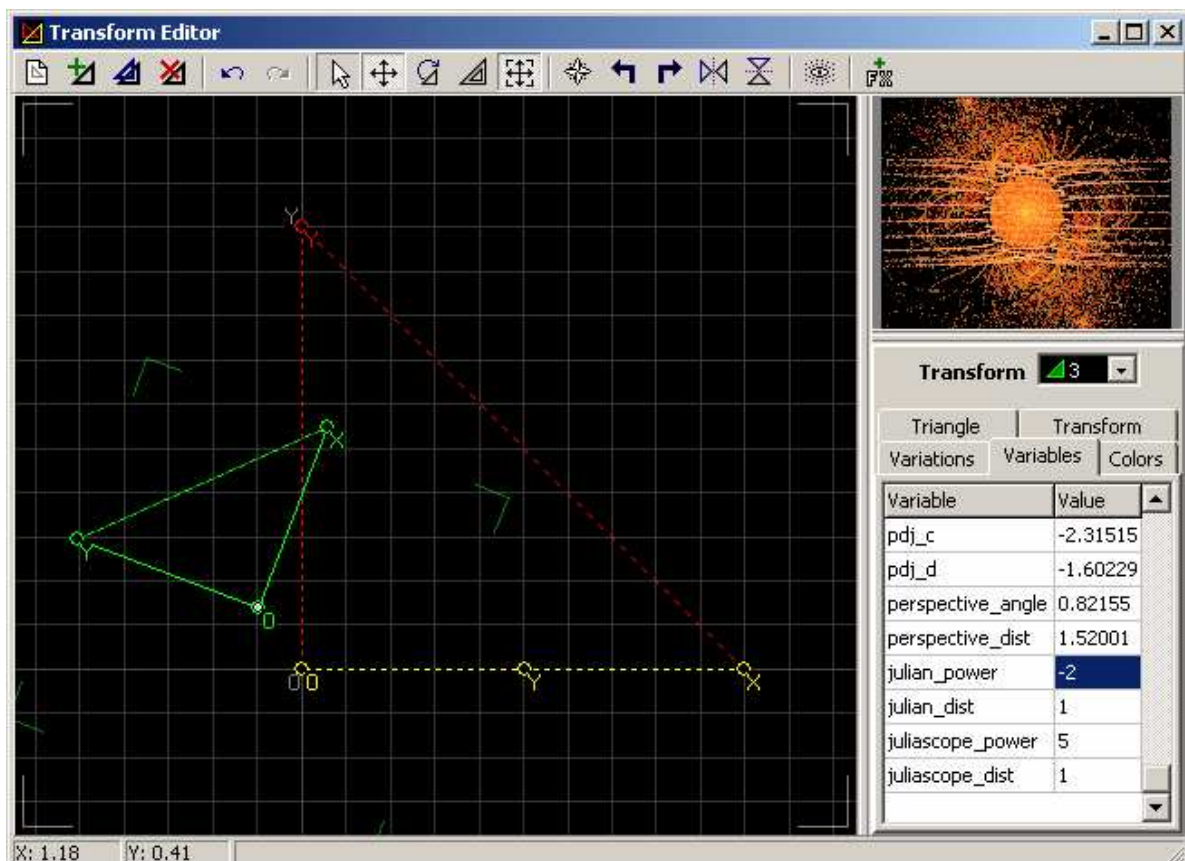 Transform Editor
FX
Y
Y
X
Y
O
O O
Y
X
Transform 3
Triangle Transform
Variations Variables Colors
Variable Value
pdj_c -2.31515
pdj_d -1.60229
perspective_angle 0.82155
perspective_dist 1.52001
julian_power -2
julian_dist 1
juliascope_power 5
juliascope_dist 1
X: 1.18 Y: 0.41